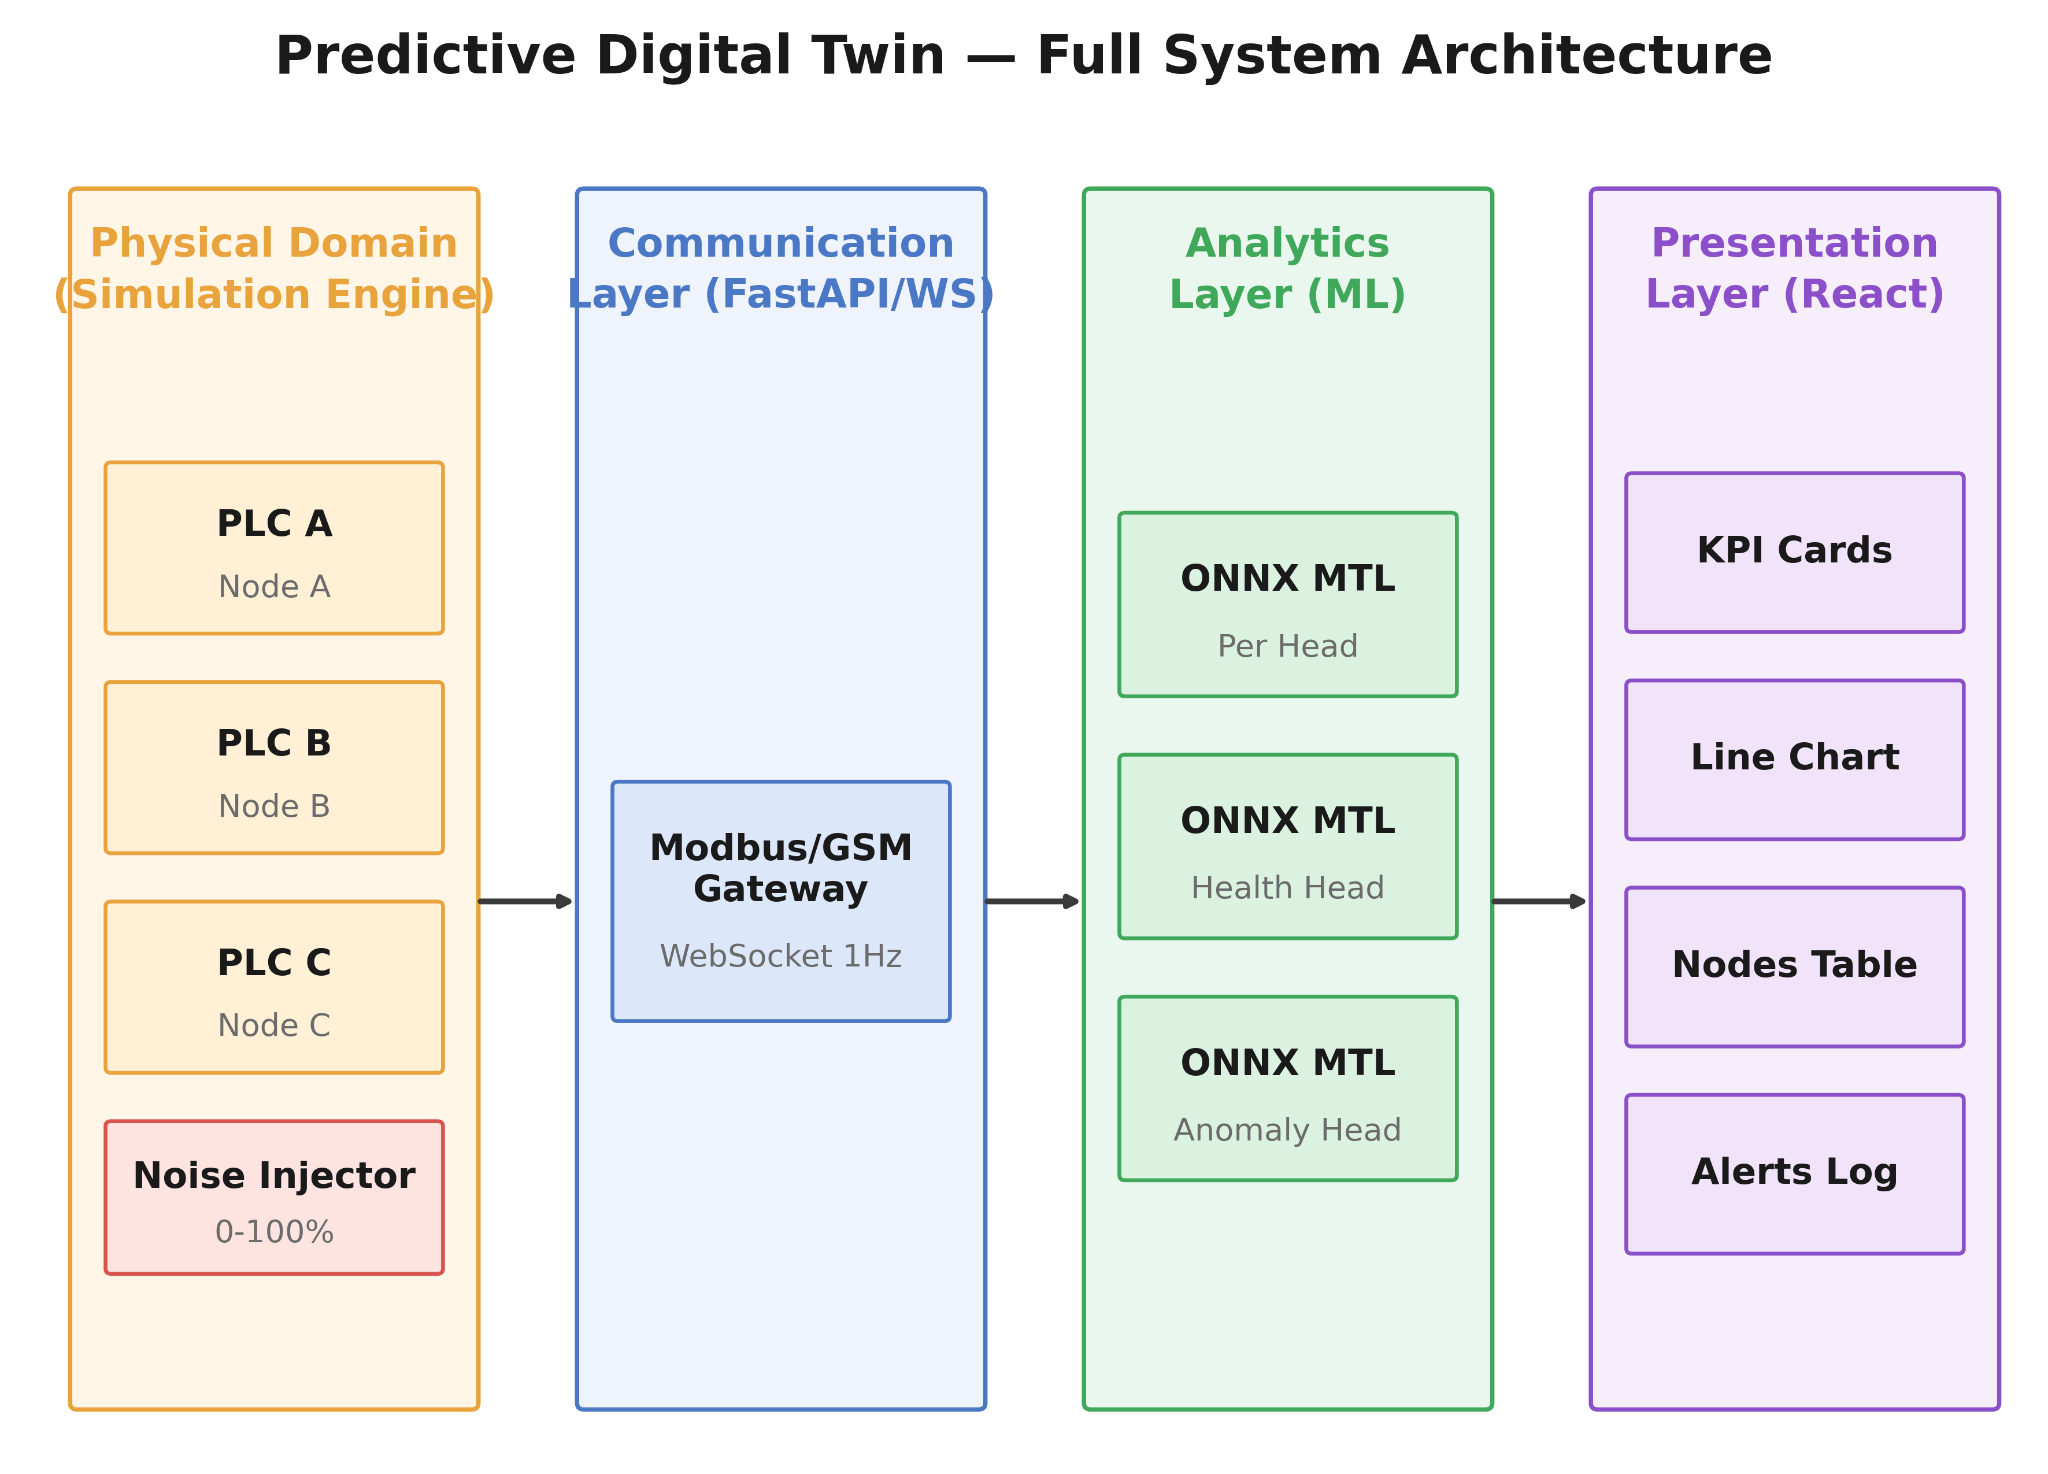 Predictive Digital Twin — Full System Architecture
Physical Domain
(Simulation Engine)
PLC A
Node A
PLC B
Node B
PLC C
Node C
Noise Injector
0-100%
Communication
Layer (FastAPI/WS)
Modbus/GSM
Gateway
WebSocket 1Hz
Analytics
Layer (ML)
ONNX MTL
Per Head
ONNX MTL
Health Head
ONNX MTL
Anomaly Head
Presentation
Layer (React)
KPI Cards
Line Chart
Nodes Table
Alerts Log